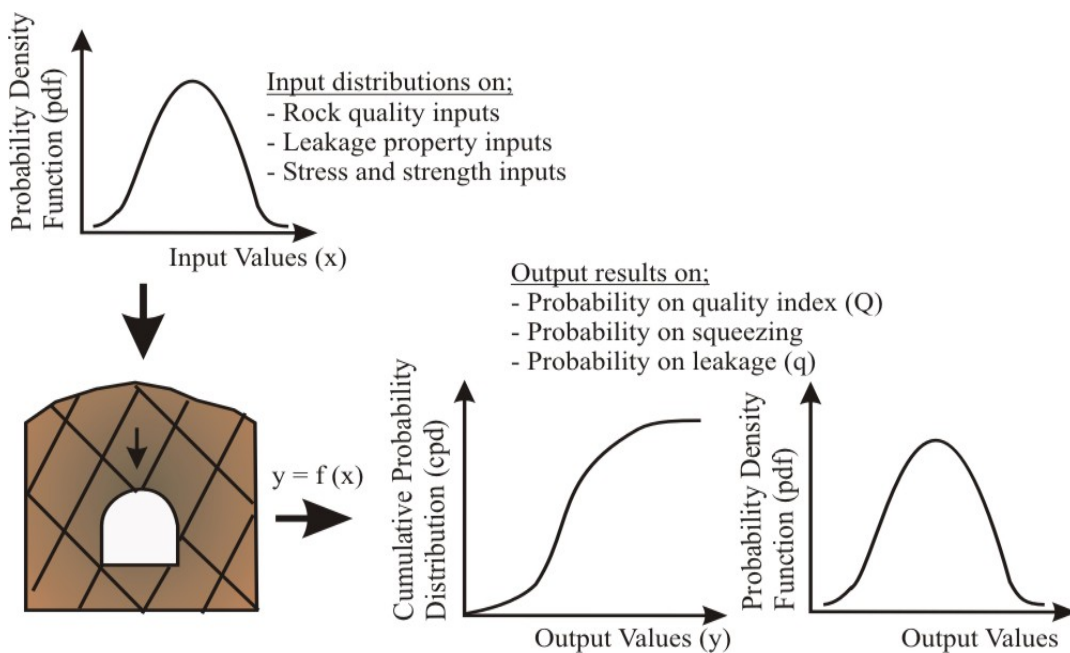 Probability Density
Function (pdf)
Input distributions on;
- Rock quality inputs
- Leakage property inputs
- Stress and strength inputs
Input Values (x)
y = f (x)
Output results on;
- Probability on quality index (Q)
- Probability on squeezing
- Probability on leakage (q)
Cumulative Probability
Distribution (cpd)
Output Values (y)
Probability Density
Function (pdf)
Output Values